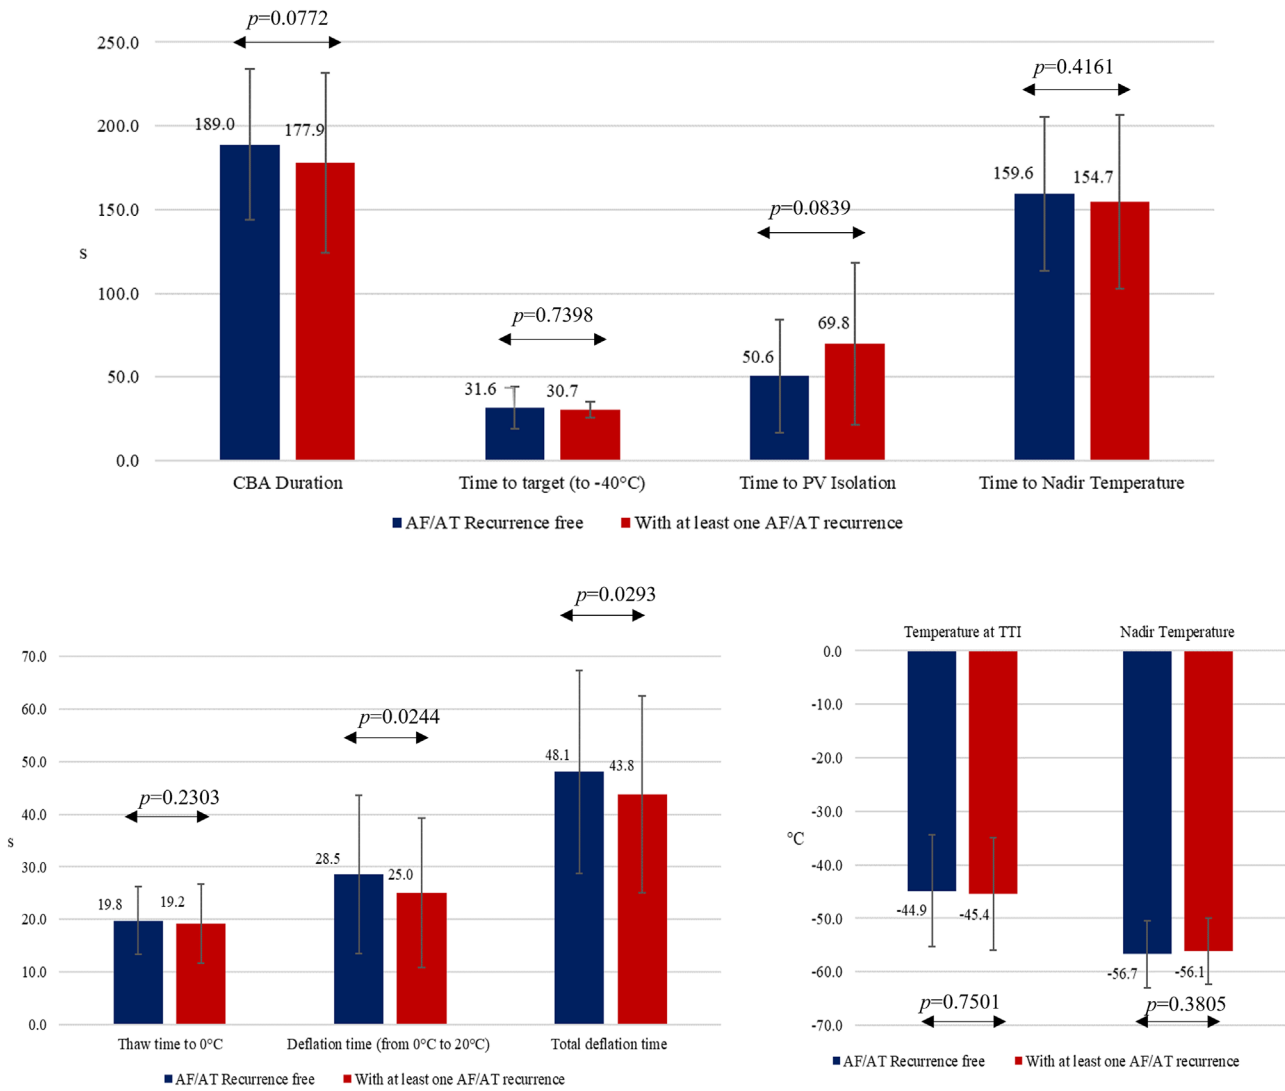 p=0.0772
250.0
p=0.4161
200.0
189.0
177.9
159.6
154.7
150.0
p=0.0839
s
100.0
p=0.7398
69.8
50.6
50.0
31.6
30.7
0.0
CBA Duration
Time to target (to -40°C)
Time to PV Isolation
Time to Nadir Temperature
AF/AT Recurrence free
With at least one AF/AT recurrence
p=0.0293
70.0
60.0
p=0.0244
50.0
48.1
43.8
p=0.2303
40.0
s
30.0
28.5
25.0
20.0
19.8
19.2
10.0
0.0
Thaw time to 0°C
Deflation time (from 0°C to 20°C)
Total deflation time
AF/AT Recurrence free
With at least one AF/AT recurrence
Temperature at TTI
Nadir Temperature
0.0
-10.0
-20.0
-30.0
°C
-40.0
-44.9
-45.4
-50.0
-56.7
-56.1
-60.0
p=0.7501
p=0.3805
-70.0
AF/AT Recurrence free
With at least one AF/AT recurrence